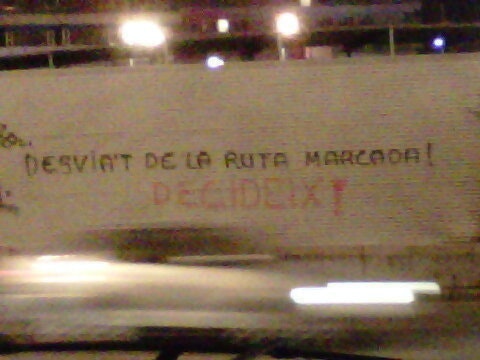 DESVIA'T DE LA RUTA MARCADA!
DECIDEIX!